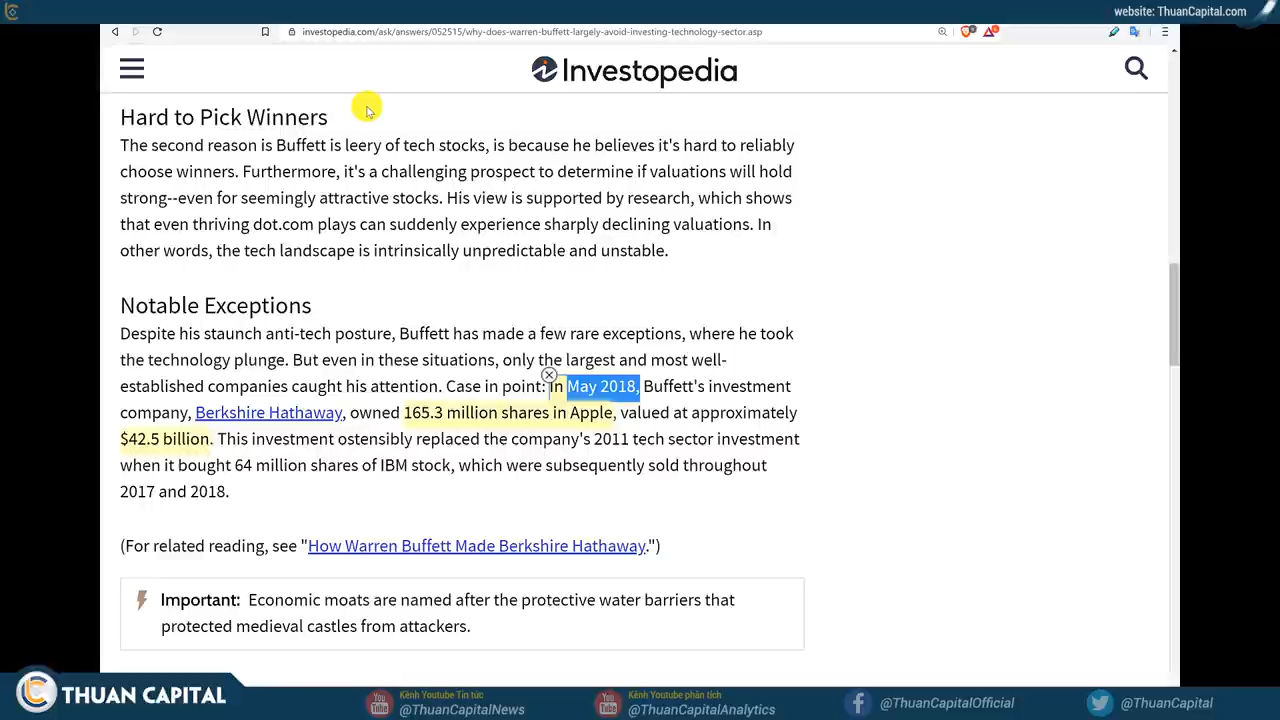 website: ThuanCapital.com
investopedia.com/ask/answers/052515/why-does-warren-buffett-largely-avoid-investing-technology-sector.asp
Investopedia
Hard to Pick Winners
The second reason is Buffett is leery of tech stocks, is because he believes it's hard to reliably
choose winners. Furthermore, it's a challenging prospect to determine if valuations will hold
strong--even for seemingly attractive stocks. His view is supported by research, which shows
that even thriving dot.com plays can suddenly experience sharply declining valuations. In
other words, the tech landscape is intrinsically unpredictable and unstable.
Notable Exceptions
Despite his staunch anti-tech posture, Buffett has made a few rare exceptions, where he took
the technology plunge. But even in these situations, only the largest and most well-
established companies caught his attention. Case in point: in May 2018, Buffett's investment
company, Berkshire Hathaway, owned 165.3 million shares in Apple, valued at approximately
$42.5 billion. This investment ostensibly replaced the company's 2011 tech sector investment
when it bought 64 million shares of IBM stock, which were subsequently sold throughout
2017 and 2018.
(For related reading, see "How Warren Buffett Made Berkshire Hathaway.")
Important: Economic moats are named after the protective water barriers that
protected medieval castles from attackers.
THUAN CAPITAL
You Tube
Kênh Youtube Tin tức
@ThuanCapitalNews
You Tube
Kênh Youtube phân tích
@ThuanCapitalAnalytics
@ThuanCapitalOfficial
@ThuanCapital